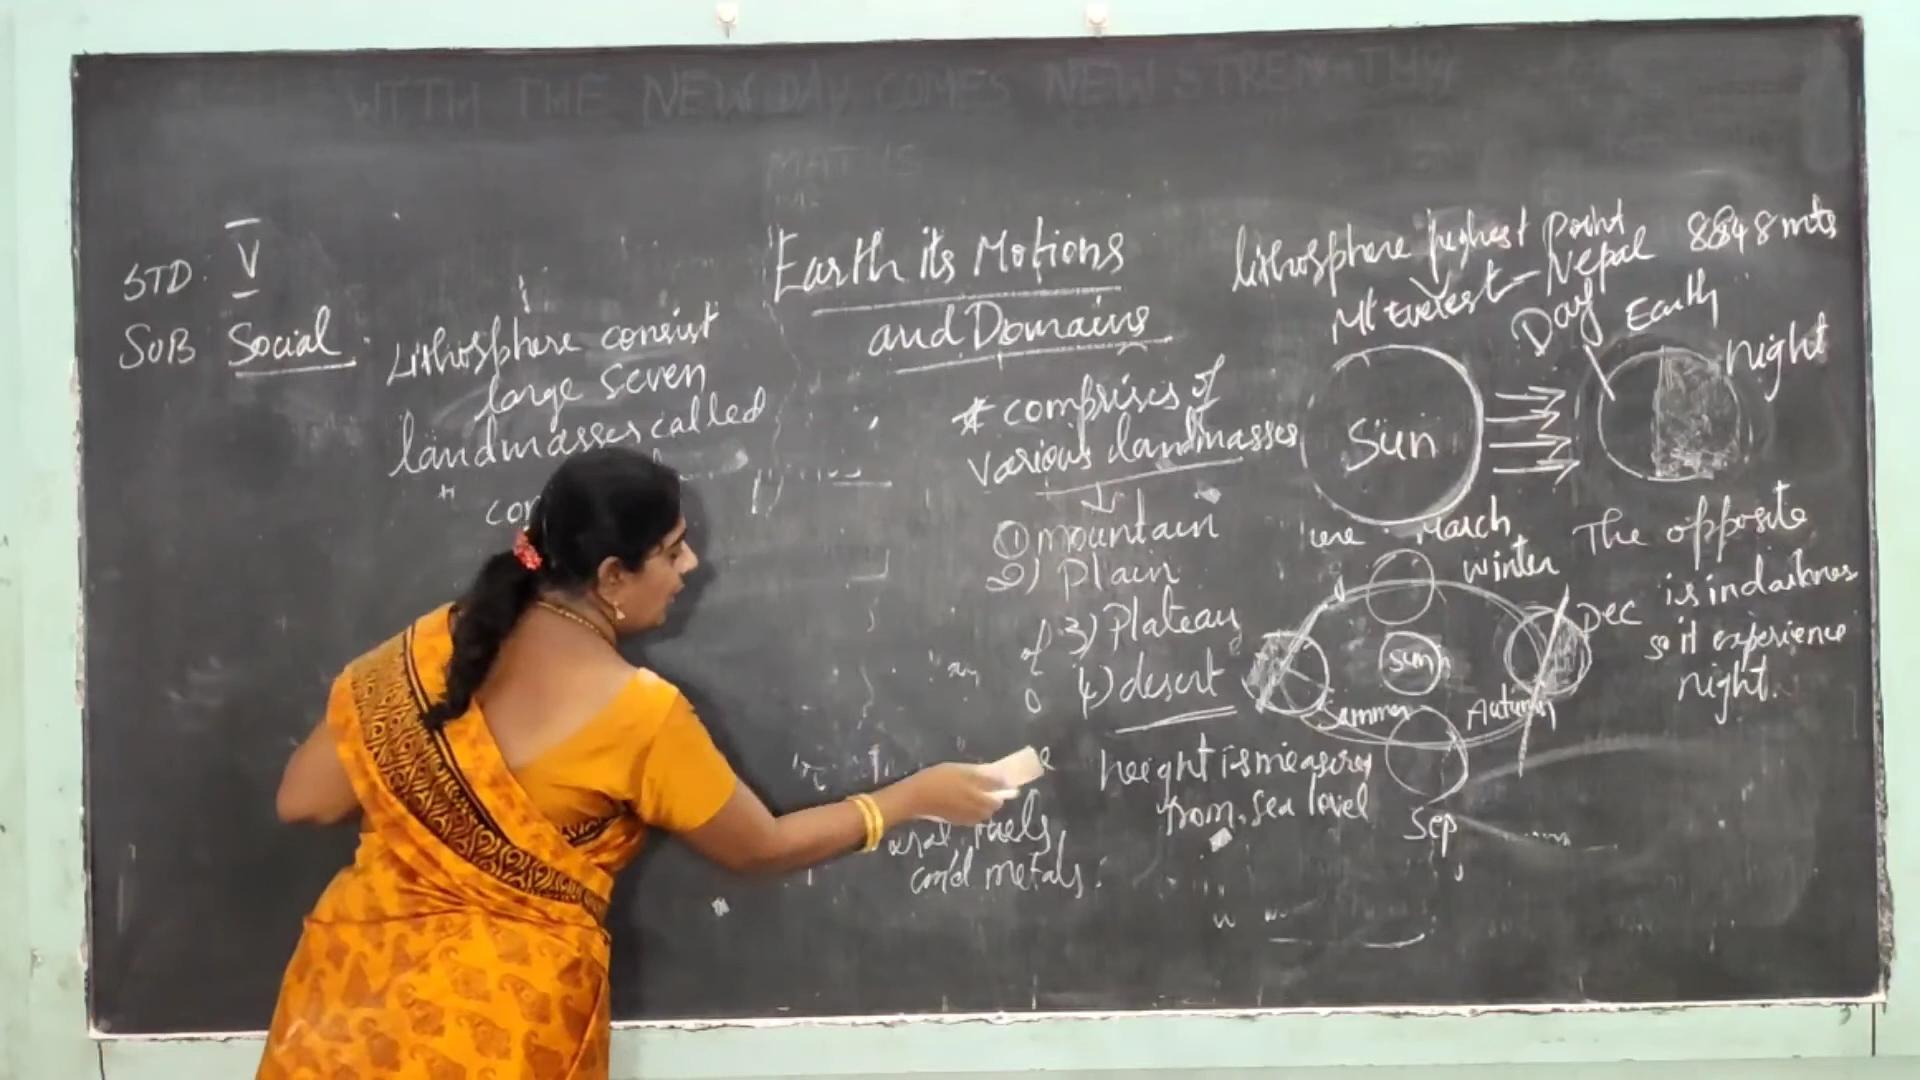 WITH THE NEW DAY COMES NEW STRENGTH
MATHS
STD: V
SUB Social
Earth its Motions
and Domains
Lithosphere consist
large seven
landmasses called
* comprises of
various landmasses
① mountain
2) Plain
3) Plateau
4) desert
height is measured
from sea level
fuels
and metals.
lithosphere highest point
Mt Everest - Nepal 8848 mts
Day Earth
night
Sun
March
winter
Dec
sun
Summer
Autumn
Sep
The opposite
is in darkness
so it experience
night.